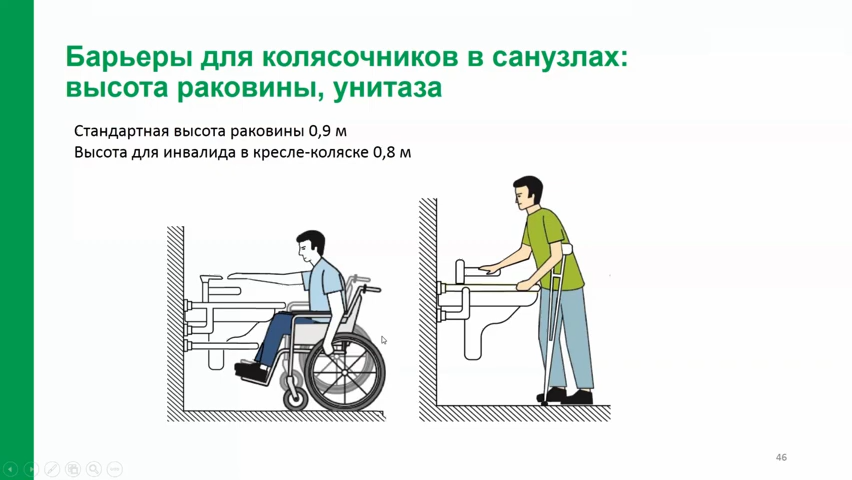 Барьеры для колясочников в санузлах:
высота раковины, унитаза
Стандартная высота раковины 0,9 м
Высота для инвалида в кресле-коляске 0,8 м
46